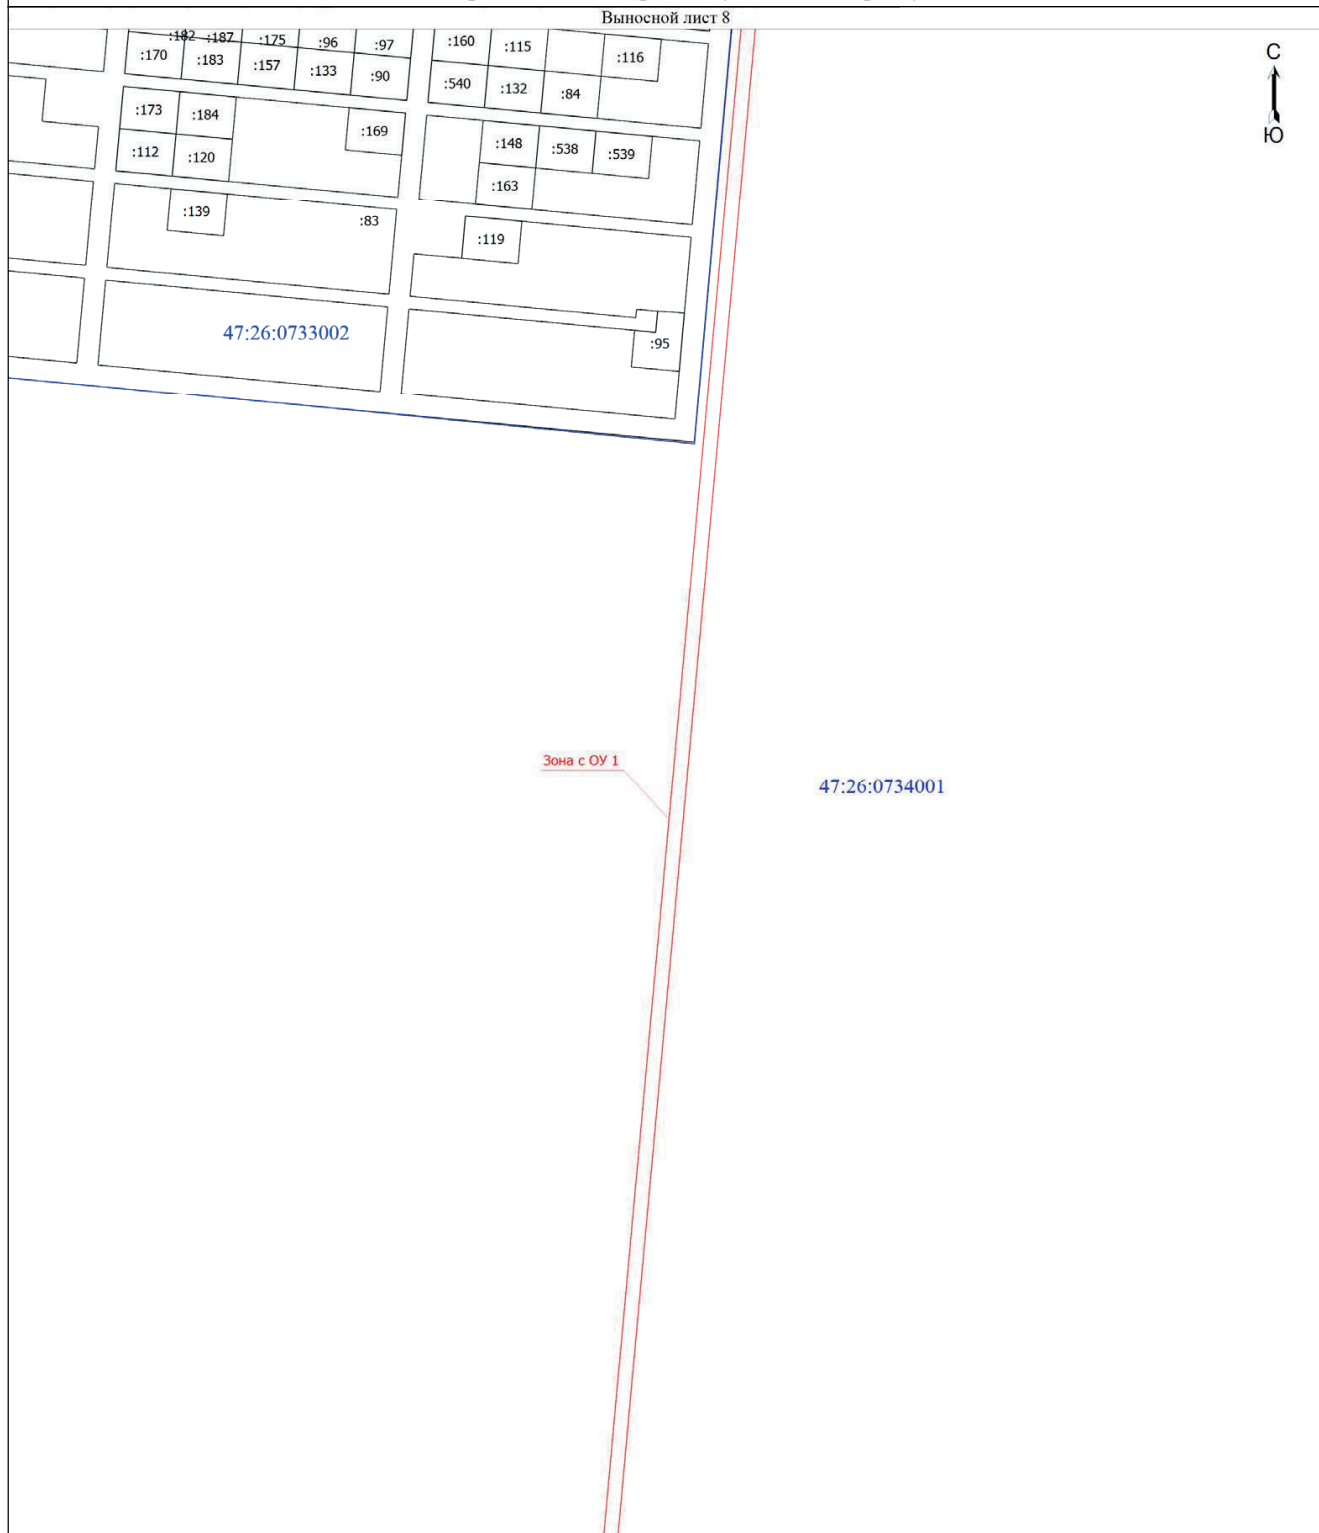 Выносной лист 8
С
Ю
:182 :187 :175 :96 :97 :160 :115 :116
:170 :183 :157 :133 :90 :540 :132 :84
:173 :184 :169 :148 :538 :539
:112 :120 :163
:139 :83 :119
47:26:0733002 :95
Зона с ОУ 1
47:26:0734001